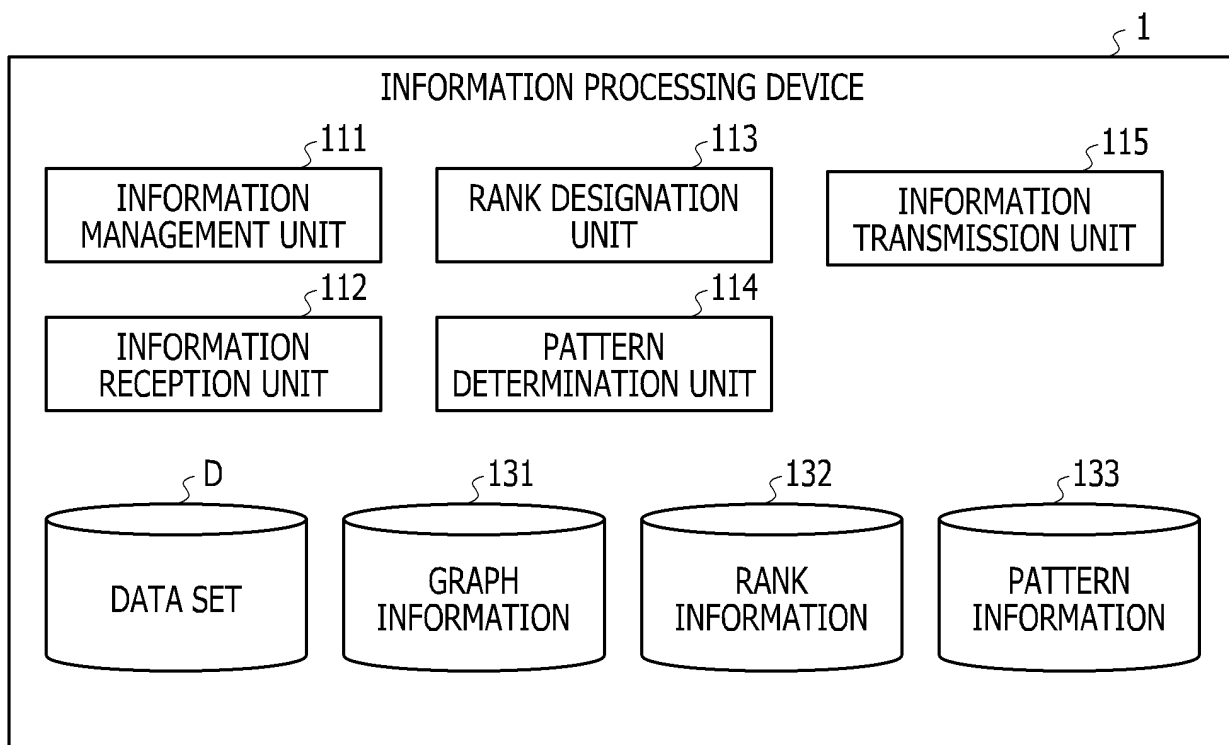 1
INFORMATION PROCESSING DEVICE
111
INFORMATION
MANAGEMENT UNIT
113
RANK DESIGNATION
UNIT
115
INFORMATION
TRANSMISSION UNIT
112
INFORMATION
RECEPTION UNIT
114
PATTERN
DETERMINATION UNIT
D
DATA SET
131
GRAPH
INFORMATION
132
RANK
INFORMATION
133
PATTERN
INFORMATION